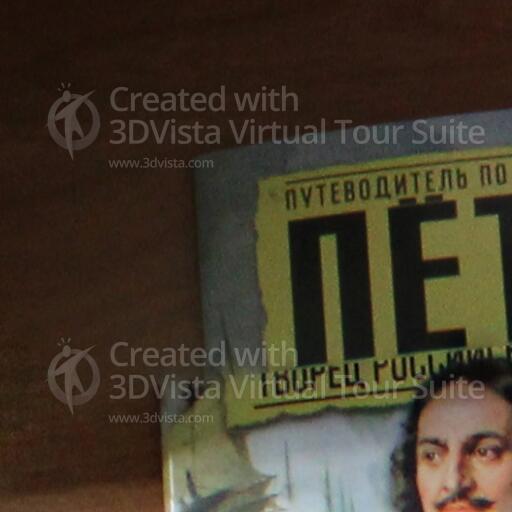 Created with
3DVista Virtual Tour Suite
www.3dvista.com
ПУТЕВОДИТЕЛЬ ПО
ПЁТ
Created with
3DVista Virtual Tour Suite
www.3dvista.com